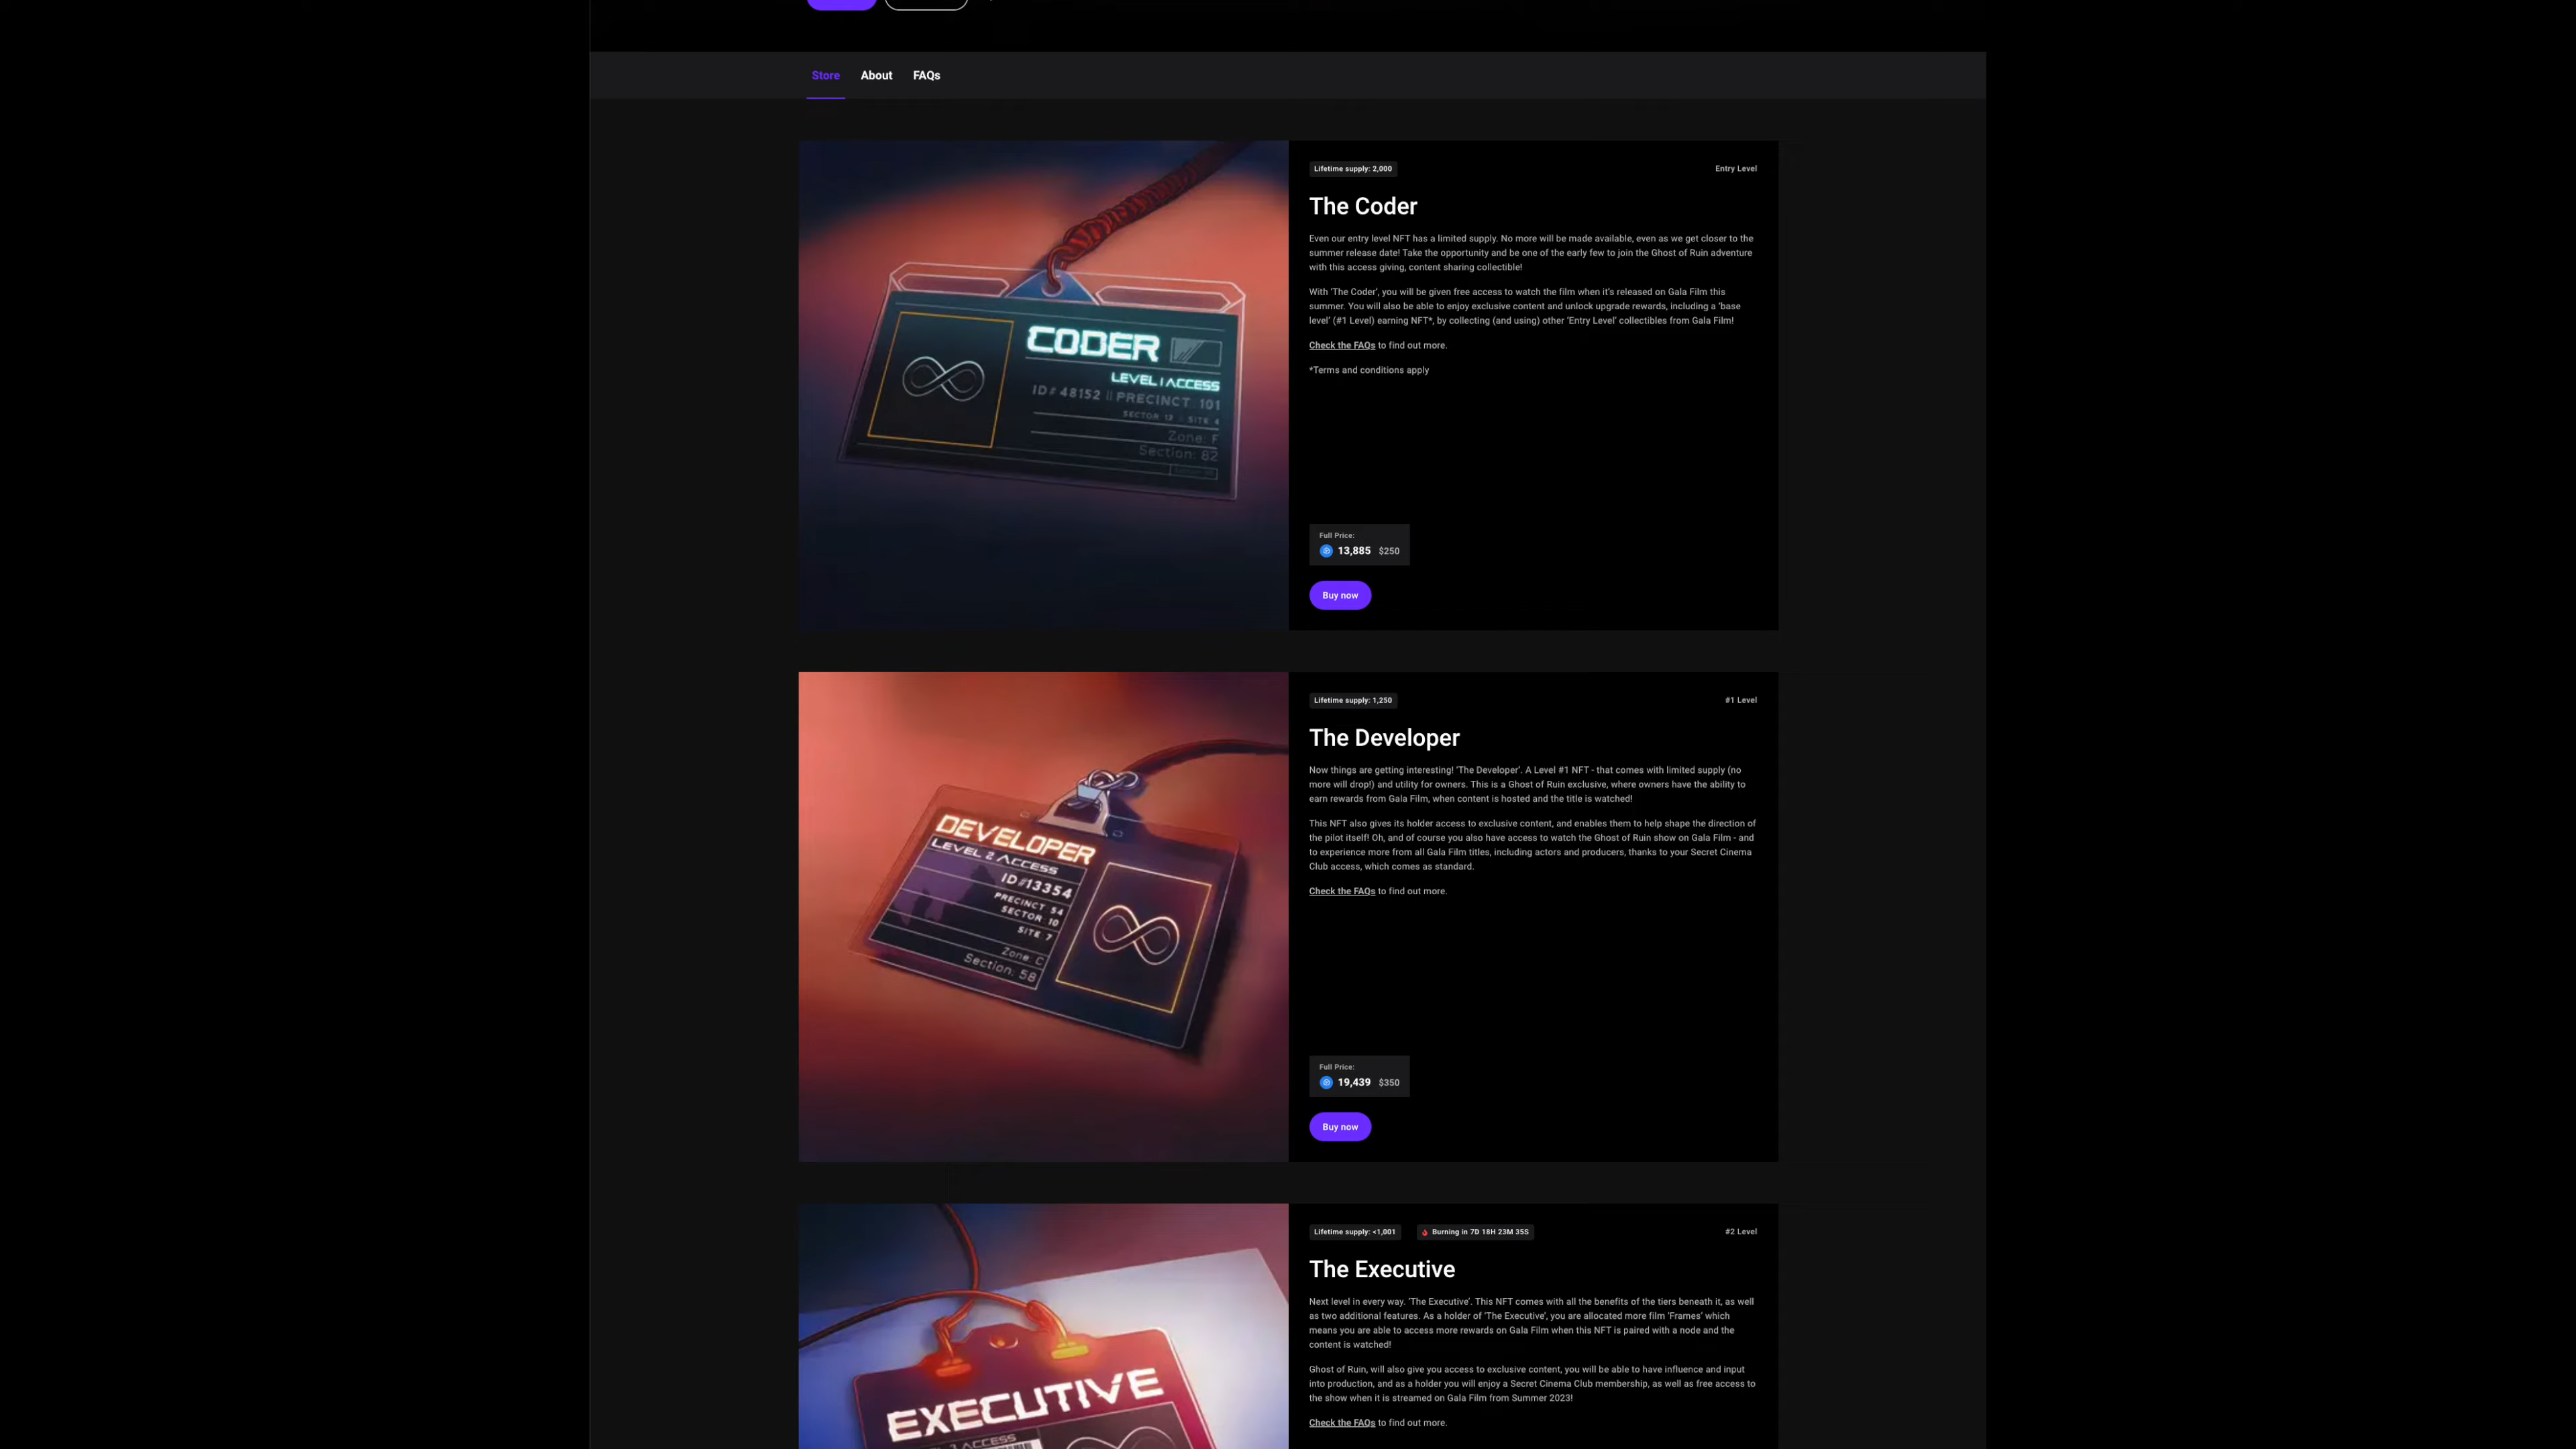 Store About FAQs
CODER
LEVEL 1 ACCESS
ID# 48152 || PRECINCT 101
SECTOR 12 SITE 4
Zone: F
Section: 82
Lifetime supply: 2,000
Entry Level
The Coder
Even our entry level NFT has a limited supply. No more will be made available, even as we get closer to the
summer release date! Take the opportunity and be one of the early few to join the Ghost of Ruin adventure
with this access giving, content sharing collectible!
With 'The Coder', you will be given free access to watch the film when it's released on Gala Film this
summer. You will also be able to enjoy exclusive content and unlock upgrade rewards, including a 'base
level' (#1 Level) earning NFT*, by collecting (and using) other 'Entry Level' collectibles from Gala Film!
Check the FAQs to find out more.
*Terms and conditions apply
Full Price:
13,885 $250
Buy now
DEVELOPER
LEVEL 2 ACCESS
ID#13354
PRECINCT 54
SECTOR 10
SITE 7
Zone: C
Section: 58
Lifetime supply: 1,250
#1 Level
The Developer
Now things are getting interesting! 'The Developer'. A Level #1 NFT - that comes with limited supply (no
more will drop!) and utility for owners. This is a Ghost of Ruin exclusive, where owners have the ability to
earn rewards from Gala Film, when content is hosted and the title is watched!
This NFT also gives its holder access to exclusive content, and enables them to help shape the direction of
the pilot itself! Oh, and of course you also have access to watch the Ghost of Ruin show on Gala Film - and
to experience more from all Gala Film titles, including actors and producers, thanks to your Secret Cinema
Club access, which comes as standard.
Check the FAQs to find out more.
Full Price:
19,439 $350
Buy now
EXECUTIVE
ACCESS
Lifetime supply: <1,001
Burning in 7D 18H 23M 35S
#2 Level
The Executive
Next level in every way. 'The Executive'. This NFT comes with all the benefits of the tiers beneath it, as well
as two additional features. As a holder of 'The Executive', you are allocated more film 'Frames' which
means you are able to access more rewards on Gala Film when this NFT is paired with a node and the
content is watched!
Ghost of Ruin, will also give you access to exclusive content, you will be able to have influence and input
into production, and as a holder you will enjoy a Secret Cinema Club membership, as well as free access to
the show when it is streamed on Gala Film from Summer 2023!
Check the FAQs to find out more.